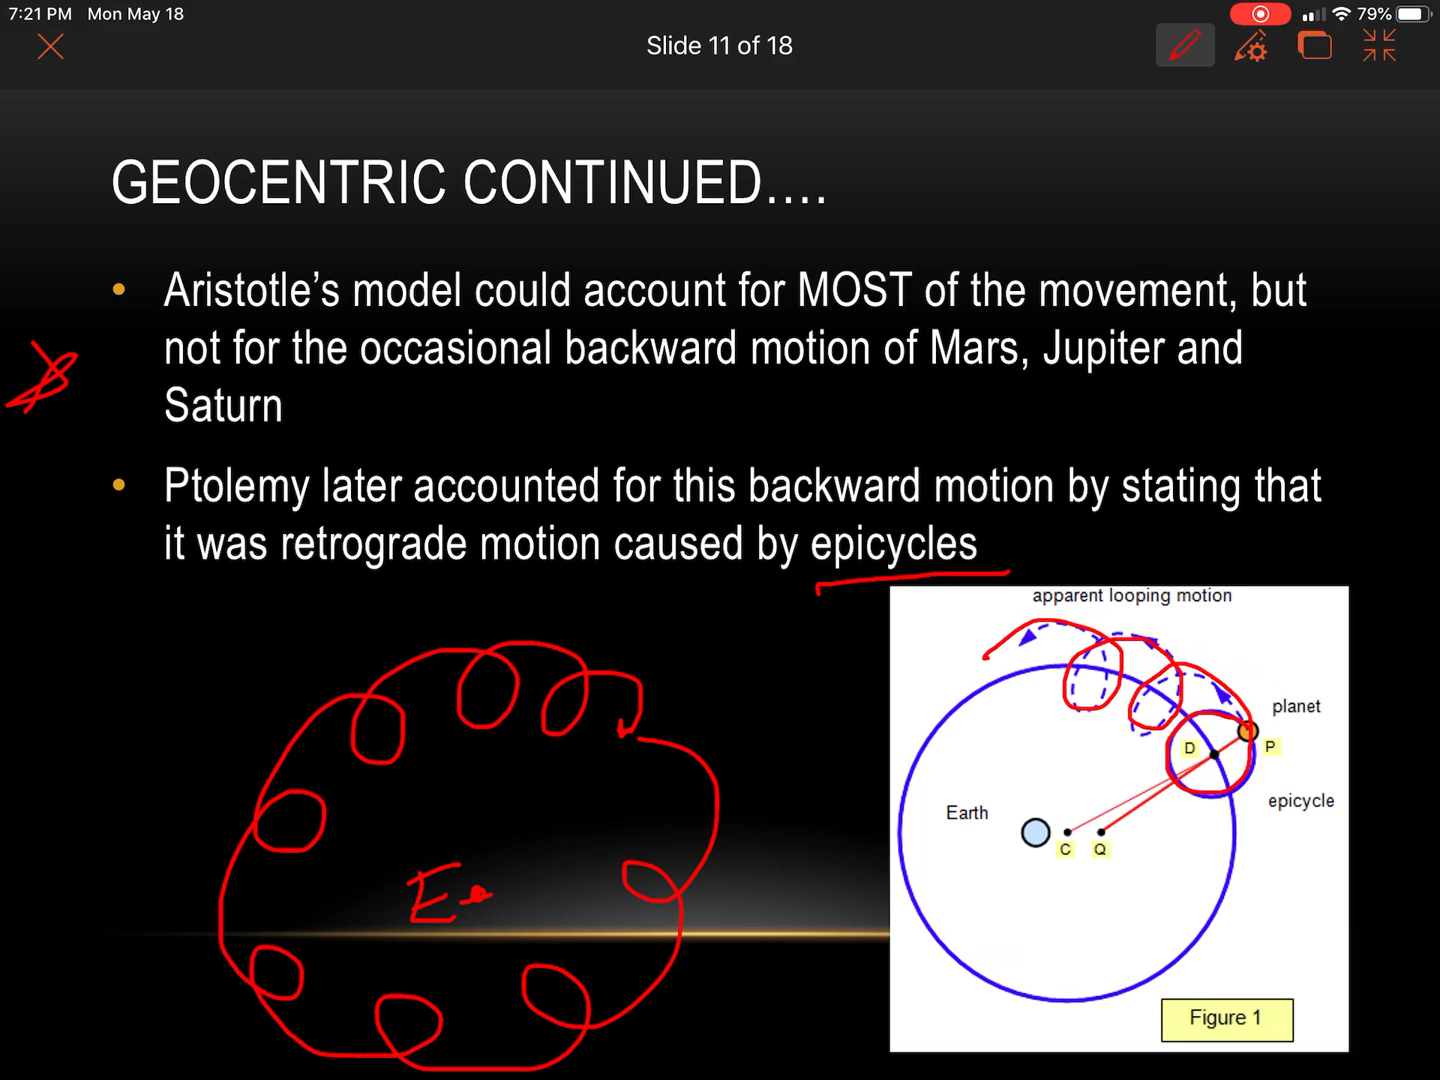 7:21 PM Mon May 18
79%
Slide 11 of 18
GEOCENTRIC CONTINUED....
• Aristotle's model could account for MOST of the movement, but
not for the occasional backward motion of Mars, Jupiter and
Saturn
• Ptolemy later accounted for this backward motion by stating that
it was retrograde motion caused by epicycles
apparent looping motion
planet
D
P
epicycle
Earth
C
Q
E
Figure 1